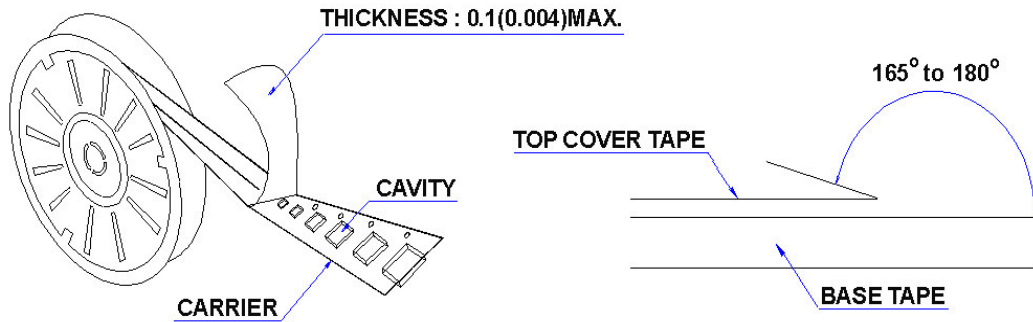 THICKNESS : 0.1(0.004)MAX.
165° to 180°
TOP COVER TAPE
CAVITY
CARRIER
BASE TAPE